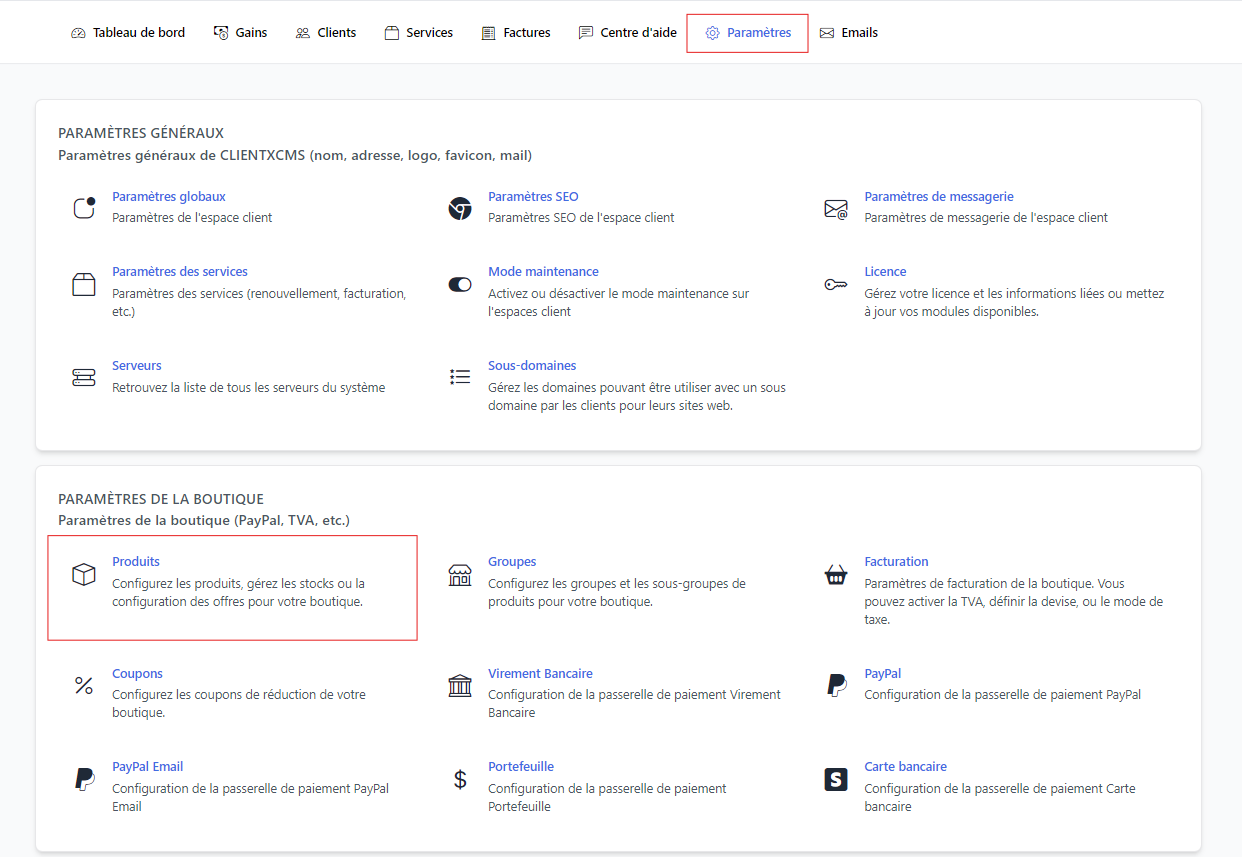 Tableau de bord Gains Clients Services Factures Centre d'aide Paramètres Emails
PARAMÈTRES GÉNÉRAUX
Paramètres généraux de CLIENTXCMS (nom, adresse, logo, favicon, mail)
Paramètres globaux
Paramètres de l'espace client
Paramètres SEO
Paramètres SEO de l'espace client
Paramètres de messagerie
Paramètres de messagerie de l'espace client
Paramètres des services
Paramètres des services (renouvellement, facturation,
etc.)
Mode maintenance
Activez ou désactiver le mode maintenance sur
l'espaces client
Licence
Gérez votre licence et les informations liées ou mettez
à jour vos modules disponibles.
Serveurs
Retrouvez la liste de tous les serveurs du système
Sous-domaines
Gérez les domaines pouvant être utiliser avec un sous
domaine par les clients pour leurs sites web.
PARAMÈTRES DE LA BOUTIQUE
Paramètres de la boutique (PayPal, TVA, etc.)
Produits
Configurez les produits, gérez les stocks ou la
configuration des offres pour votre boutique.
Groupes
Configurez les groupes et les sous-groupes de
produits pour votre boutique.
Facturation
Paramètres de facturation de la boutique. Vous
pouvez activer la TVA, définir la devise, ou le mode de
taxe.
Coupons
Configurez les coupons de réduction de votre
boutique.
Virement Bancaire
Configuration de la passerelle de paiement Virement
Bancaire
PayPal
Configuration de la passerelle de paiement PayPal
PayPal Email
Configuration de la passerelle de paiement PayPal
Email
Portefeuille
Configuration de la passerelle de paiement
Portefeuille
Carte bancaire
Configuration de la passerelle de paiement Carte
bancaire